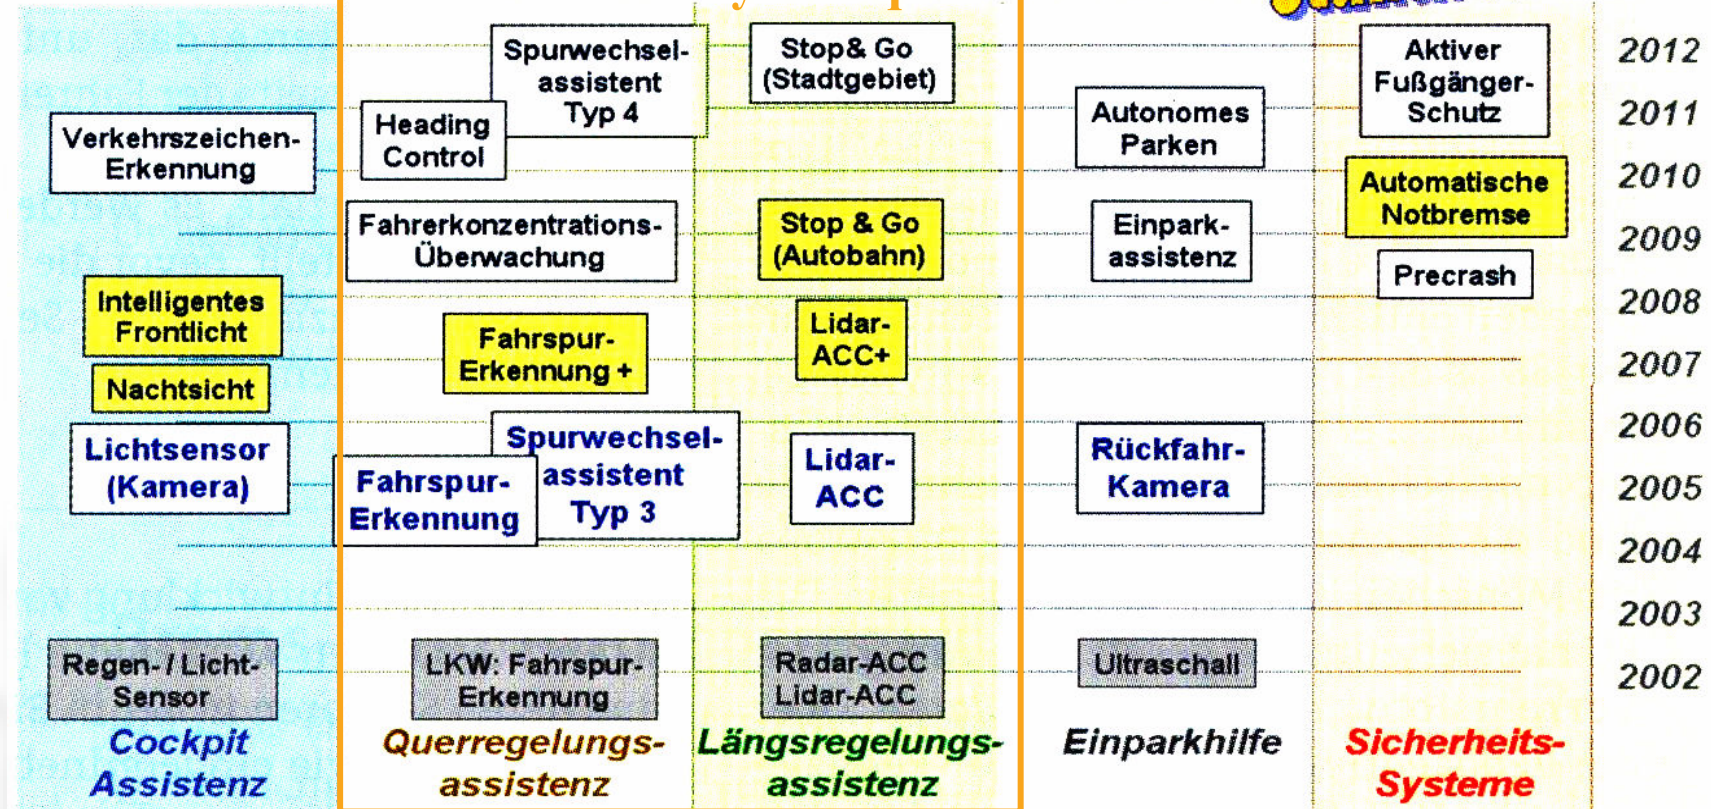 Spurwechsel-
assistent
Typ 4
Stop& Go
(Stadtgebiet)
Aktiver
Fußgänger-
Schutz
2012
Verkehrszeichen-
Erkennung
Heading
Control
Autonomes
Parken
2011
Automatische
Notbremse
2010
Fahrerkonzentrations-
Überwachung
Stop & Go
(Autobahn)
Einpark-
assistenz
2009
Precrash
Intelligentes
Frontlicht
2008
Fahrspur-
Erkennung +
Lidar-
ACC+
2007
Nachtsicht
Lichtsensor
(Kamera)
2006
Fahrspur-
Erkennung
Spurwechsel-
assistent
Typ 3
Lidar-
ACC
Rückfahr-
Kamera
2005
2004
2003
Regen- / Licht-
Sensor
LKW: Fahrspur-
Erkennung
Radar-ACC
Lidar-ACC
Ultraschall
2002
Cockpit
Assistenz
Querregelungs-
assistenz
Längsregelungs-
assistenz
Einparkhilfe
Sicherheits-
Systeme